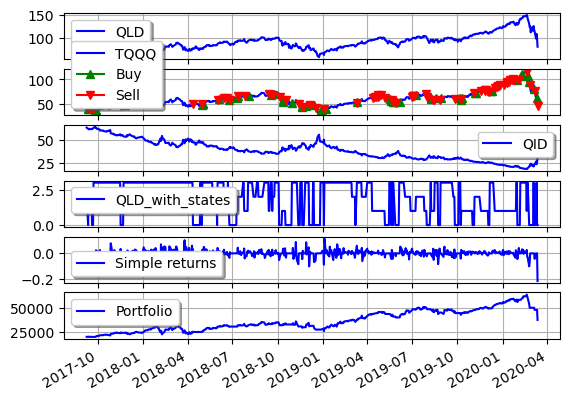 150
100
QLD
TQQQ
Buy
Sell
100
50
50
25
QID
2.5
0.0
QLD_with_states
0.0
−0.2
Simple returns
50000
25000
Portfolio
2017-10
2018-01
2018-04
2018-07
2018-10
2019-01
2019-04
2019-07
2019-10
2020-01
2020-04